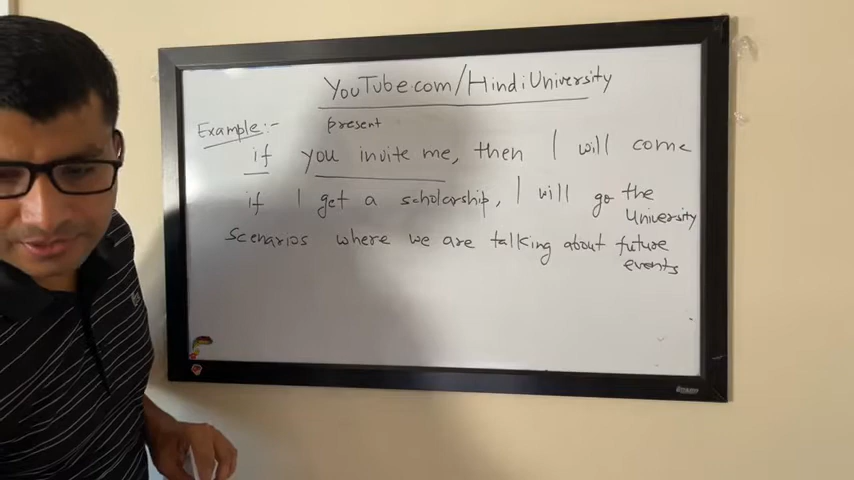 YouTube.com/HindiUniversity
Example:-
present
if you invite me, then I will come
if I get a scholarship, I will go the
University
Scenarios where we are talking about future
events